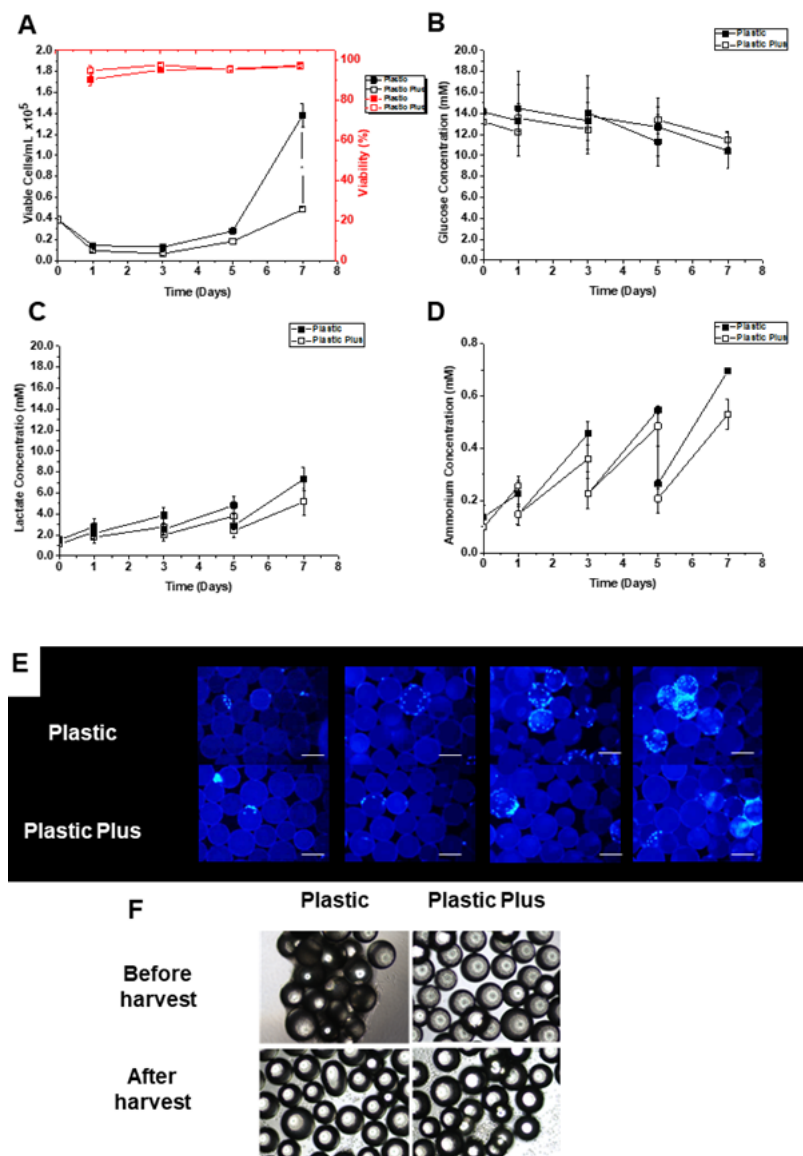 A
Viable Cells/mL x10⁵
2.0
1.8
1.6
1.4
1.2
1.0
0.8
0.6
0.4
0.2
0.0
0 1 2 3 4 5 6 7 8
Time (Days)
100
80
60
40
20
0
Viability (%)
Plastic
Plastic Plus
Plastic
Plastic Plus
B
Plastic
Plastic Plus
Glucose Concentration (mM)
20.0
18.0
16.0
14.0
12.0
10.0
8.0
6.0
4.0
2.0
0.0
0 1 2 3 4 5 6 7 8
Time (Days)
C
Plastic
Plastic Plus
Lactate Concentratio (mM)
20.0
18.0
16.0
14.0
12.0
10.0
8.0
6.0
4.0
2.0
0.0
0 1 2 3 4 5 6 7 8
Time (Days)
D
Plastic
Plastic Plus
Ammonium Concentration (mM)
0.8
0.6
0.4
0.2
0.0
0 1 2 3 4 5 6 7 8
Time (Days)
E
Plastic
Plastic Plus
F
Plastic Plastic Plus
Before
harvest
After
harvest